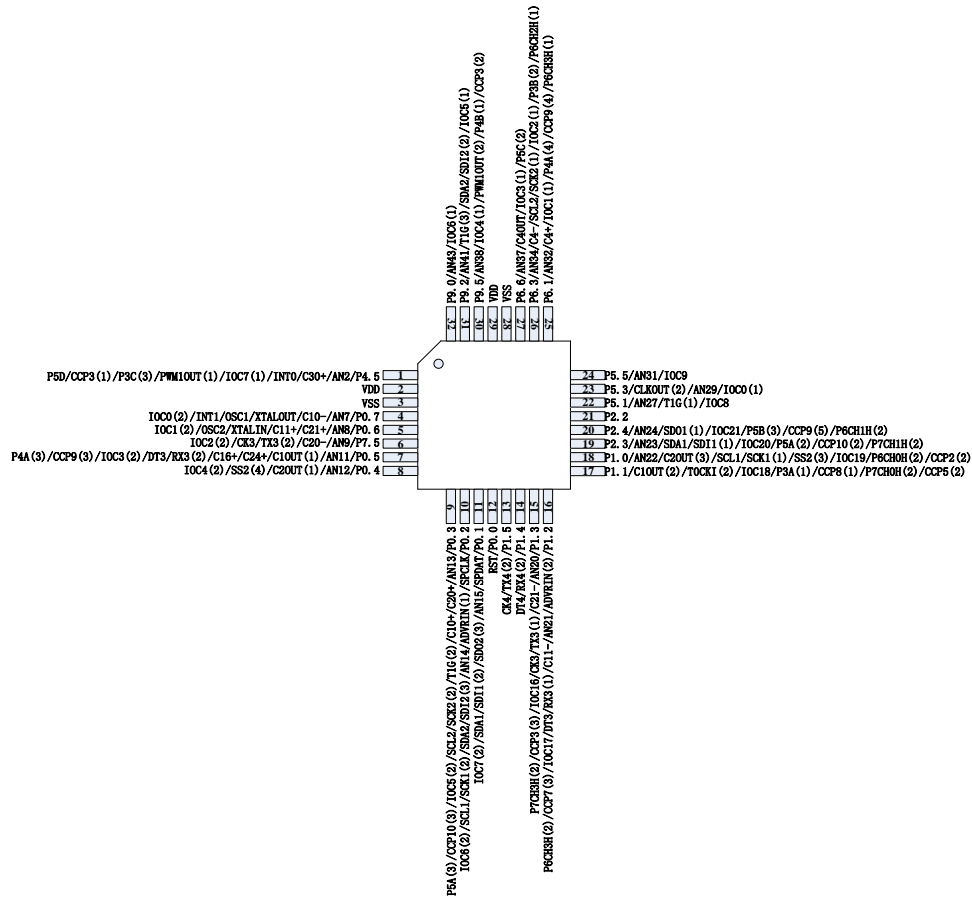 P9.0/AN43/IOC6(1)
P9.2/AN41/T1G(3)/SDA2/SDI2(2)/IOC5(1)
P9.5/AN38/IOC4(1)/PWM1OUT(2)/P4B(1)/CCP3(2)
VDD
VSS
P6.6/AN37/C4OUT/IOC3(1)/P5C(2)
P6.3/AN34/C4-/SCL2/SCK2(1)/IOC2(1)/P3B(2)/P6CH2H(1)
P6.1/AN32/C4+/IOC1(1)/P4A(4)/CCP9(4)/P6CH3H(1)
32
31
30
29
28
27
26
25
P5D/CCP3(1)/P3C(3)/PWM1OUT(1)/IOC7(1)/INT0/C30+/AN2/P4.5 1
VDD 2
VSS 3
IOC0(2)/INT1/OSC1/XTALOUT/C10-/AN7/P0.7 4
IOC1(2)/OSC2/XTALIN/C11+/C21+/AN8/P0.6 5
IOC2(2)/CK3/TX3(2)/C20-/AN9/P7.5 6
P4A(3)/CCP9(3)/IOC3(2)/DT3/RX3(2)/C16+/C24+/C1OUT(1)/AN11/P0.5 7
IOC4(2)/SS2(4)/C2OUT(1)/AN12/P0.4 8
24 P5.5/AN31/IOC9
23 P5.3/CLKOUT(2)/AN29/IOC0(1)
22 P5.1/AN27/T1G(1)/IOC8
21 P2.2
20 P2.4/AN24/SDO1(1)/IOC21/P5B(3)/CCP9(5)/P6CH1H(2)
19 P2.3/AN23/SDA1/SDI1(1)/IOC20/P5A(2)/CCP10(2)/P7CH1H(2)
18 P1.0/AN22/C2OUT(3)/SCL1/SCK1(1)/SS2(3)/IOC19/P6CH0H(2)/CCP2(2)
17 P1.1/C1OUT(2)/T0CKI(2)/IOC18/P3A(1)/CCP8(1)/P7CH0H(2)/CCP5(2)
9
10
11
12
13
14
15
16
P5A(3)/CCP10(3)/IOC5(2)/SCL2/SCK2(2)/T1G(2)/C10+/C20+/AN13/P0.3
IOC6(2)/SCL1/SCK1(2)/SDA2/SDI2(3)/AN14/ADVRIN(1)/SPCLK/P0.2
IOC7(2)/SDA1/SDI1(2)/SDO2(3)/AN15/SPDAT/P0.1
RST/P0.0
CK4/TX4(2)/P1.5
DT4/RX4(2)/P1.4
P7CH3H(2)/CCP3(3)/IOC16/CK3/TX3(1)/C21-/AN20/P1.3
P6CH3H(2)/CCP7(3)/IOC17/DT3/RX3(1)/C11-/AN21/ADVRIN(2)/P1.2